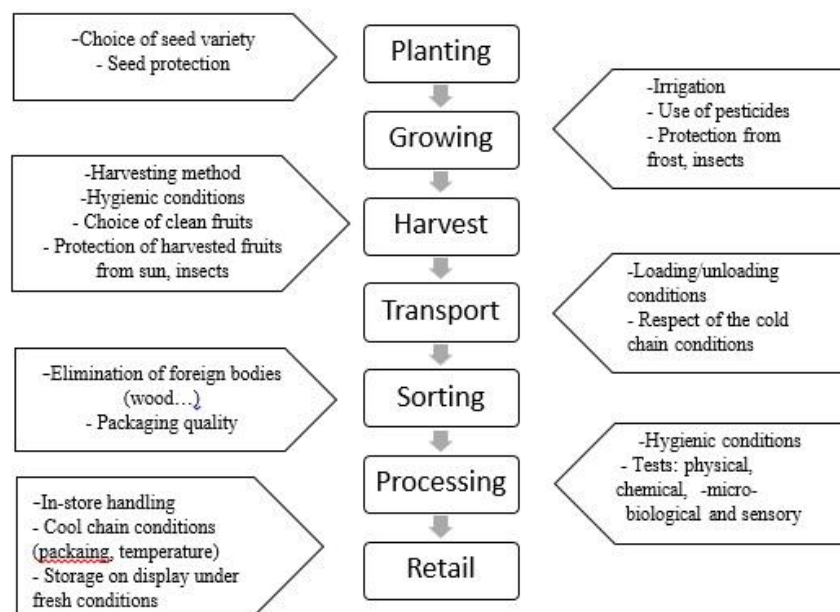 -Choice of seed variety
- Seed protection
Planting
-Irrigation
- Use of pesticides
- Protection from
frost, insects
Growing
-Harvesting method
-Hygienic conditions
- Choice of clean fruits
- Protection of harvested fruits
from sun, insects
Harvest
-Loading/unloading
conditions
- Respect of the cold
chain conditions
Transport
-Elimination of foreign bodies
(wood…)
- Packaging quality
Sorting
-Hygienic conditions
- Tests: physical,
chemical, -micro-
biological and sensory
Processing
-In-store handling
- Cool chain conditions
(packaing, temperature)
- Storage on display under
fresh conditions
Retail